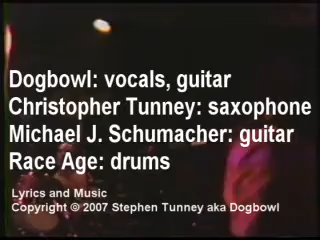 Dogbowl: vocals, guitar
Christopher Tunney: saxophone
Michael J. Schumacher: guitar
Race Age: drums
Lyrics and Music
Copyright © 2007 Stephen Tunney aka Dogbowl